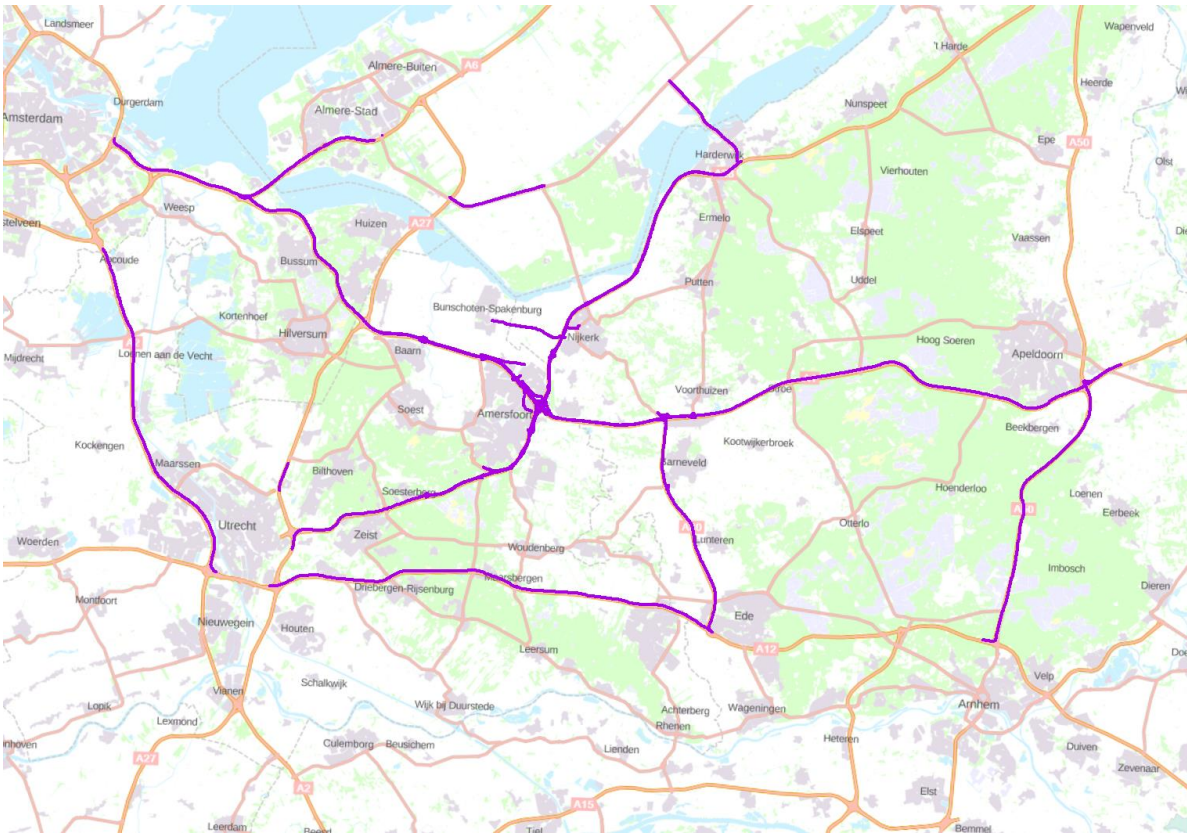 Landsmeer
Wapenveld
't Harde
Almere-Buiten
A6
Heerde
Durgerdam
Almere-Stad
Nunspeet
Amsterdam
Epe
A50
Harderwijk
Olst
Vierhouten
Weesp
Ermelo
Huizen
A27
Elspeet
Vaassen
Bussum
Abcoude
Uddel
Putten
Bunschoten-Spakenburg
Kortenhoef
Hilversum
Nijkerk
Hoog Soeren
Baarn
Apeldoorn
Mijdrecht
Loenen aan de Vecht
Voorthuizen
Stroe
Soest
Amersfoort
Beekbergen
Kockengen
Kootwijkerbroek
Maarssen
Barneveld
Bilthoven
Hoenderloo
Loenen
Soesterberg
Eerbeek
Utrecht
Otterlo
Zeist
Woerden
Woudenberg
Lunteren
Imbosch
Maarsbergen
Driebergen-Rijsenburg
Dieren
Montfoort
Ede
Nieuwegein
Houten
Leersum
A12
Velp
Schalkwijk
Vianen
Lopik
Wijk bij Duurstede
Achterberg
Wageningen
Arnhem
Lexmond
Rhenen
Heteren
Culemborg
Beusichem
Lienden
Duiven
A27
Zevenaar
A2
Elst
A15
Leerdam
Tiel
Bemmel